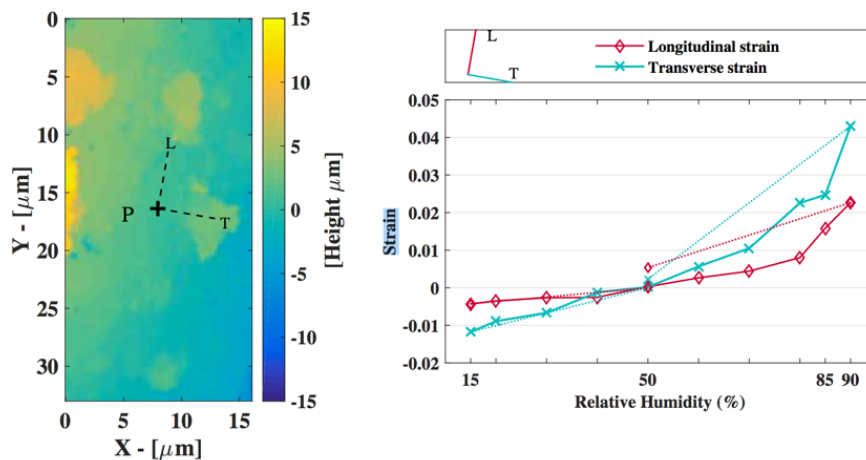 0
5
10
15
20
25
30
Y - [µm]
0
5
10
15
X - [µm]
P
L
T
15
10
5
0
-5
-10
-15
[Height µm]
L
T
Longitudinal strain
Transverse strain
0.05
0.04
0.03
0.02
0.01
0
-0.01
-0.02
Strain
15
50
85
90
Relative Humidity (%)